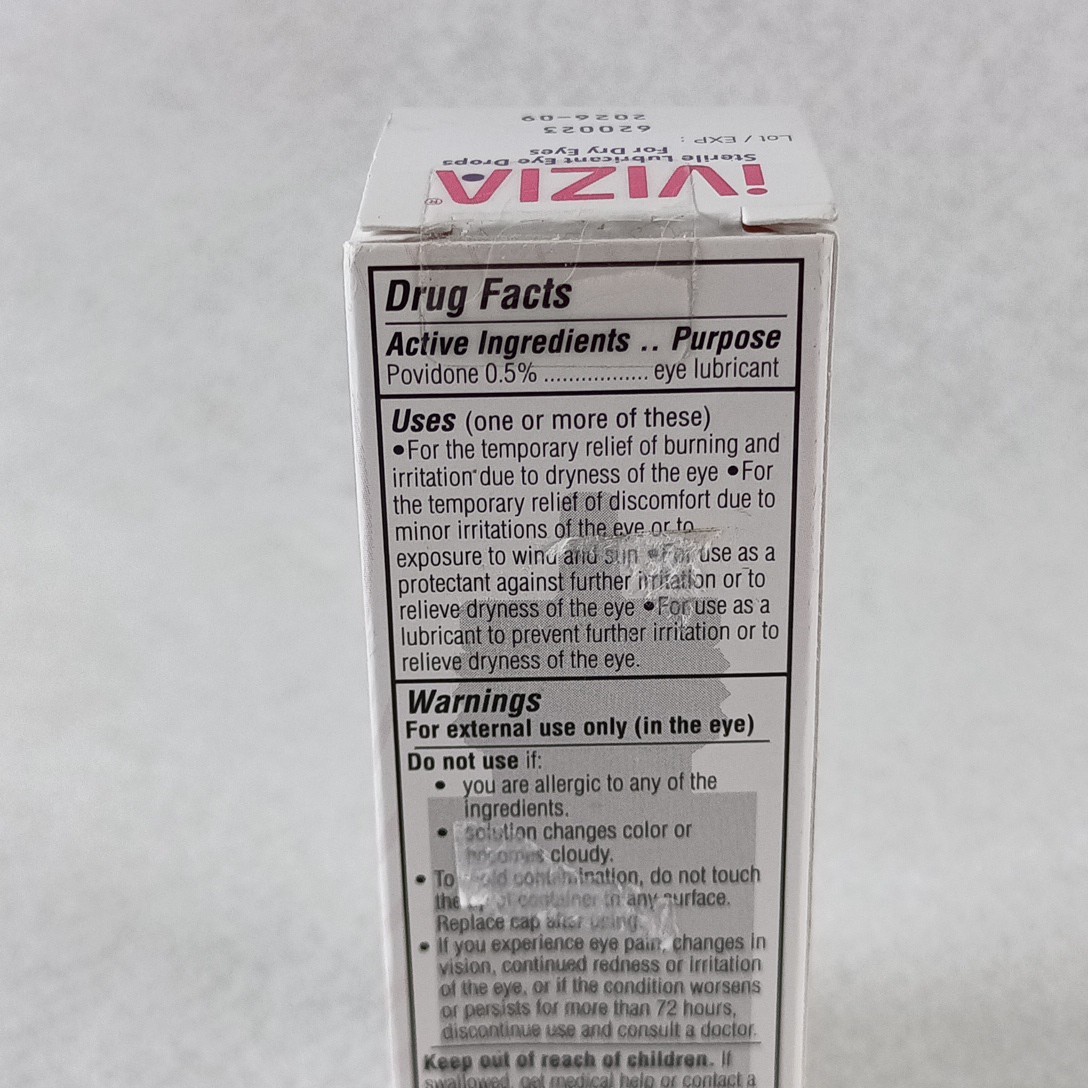 iVIZIA®
Sterile Lubricant Eye Drops
For Dry Eyes
Lot / EXP :
620023
2026-09
Drug Facts
Active Ingredients .. Purpose
Povidone 0.5% ................. eye lubricant
Uses (one or more of these)
•For the temporary relief of burning and
irritation due to dryness of the eye •For
the temporary relief of discomfort due to
minor irritations of the eye or to
exposure to wind and sun •For use as a
protectant against further irritation or to
relieve dryness of the eye •For use as a
lubricant to prevent further irritation or to
relieve dryness of the eye.
Warnings
For external use only (in the eye)
Do not use if:
• you are allergic to any of the
ingredients.
• solution changes color or
becomes cloudy.
• To avoid contamination, do not touch
the tip of container to any surface.
Replace cap after using.
• If you experience eye pain, changes in
vision, continued redness or irritation
of the eye, or if the condition worsens
or persists for more than 72 hours,
discontinue use and consult a doctor.
Keep out of reach of children. If
swallowed, get medical help or contact a